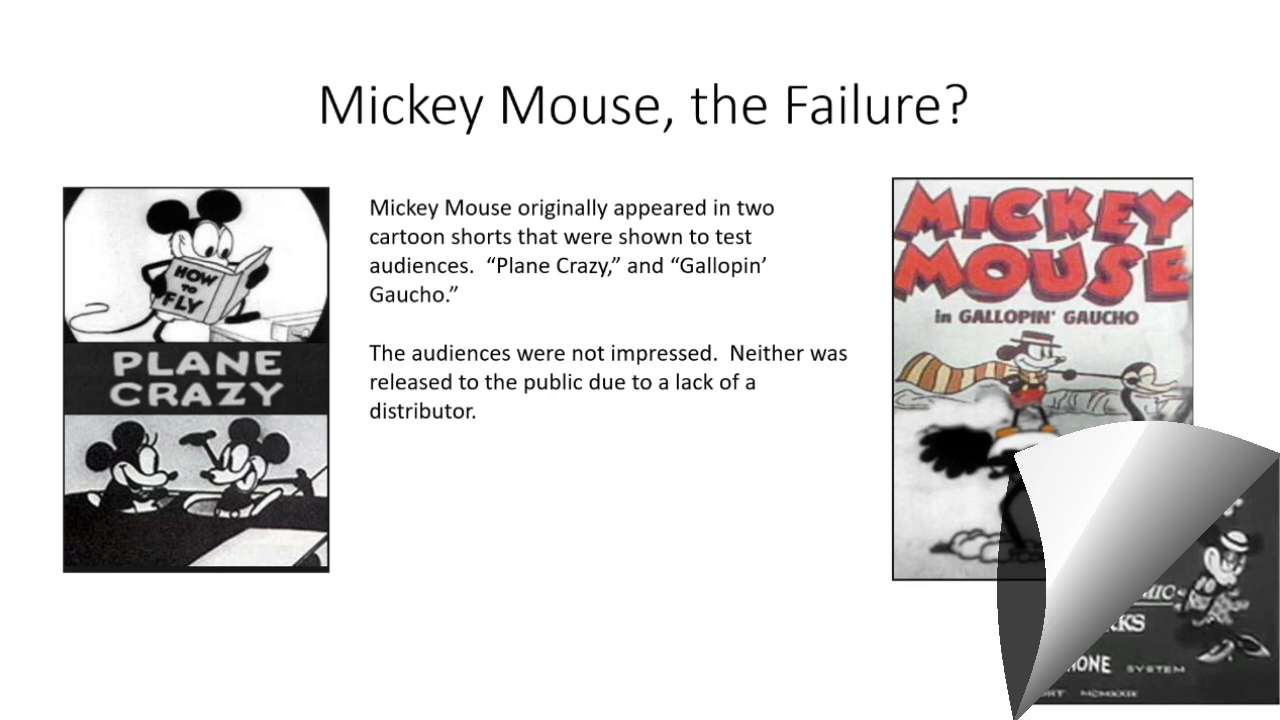 Mickey Mouse, the Failure?
HOW
TO
FLY
PLANE
CRAZY
Mickey Mouse originally appeared in two
cartoon shorts that were shown to test
audiences.  “Plane Crazy,” and “Gallopin’
Gaucho.”
The audiences were not impressed.  Neither was
released to the public due to a lack of a
distributor.
MICKEY
MOUSE
in GALLOPIN' GAUCHO
SYSTEM
MCMXXIX